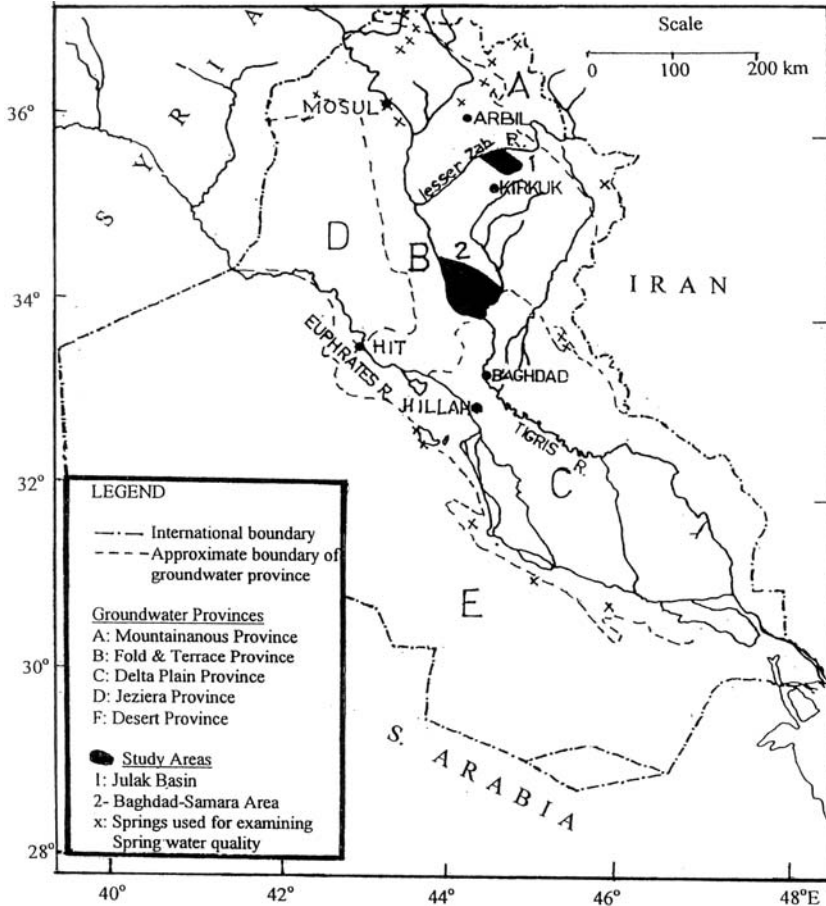 Scale
0 100 200 km
36°
34°
32°
30°
28°
40° 42° 44° 46° 48°E
SYRIA
IRAN
S. ARABIA
A
MOSUL
ARBIL
lesser Zab R.
1
KIRKUK
D
B
2
HIT
EUPHRATES R.
BAGHDAD
HILLAH
TIGRIS R.
C
E
LEGEND
International boundary
Approximate boundary of
groundwater province
Groundwater Provinces
A: Mountainanous Province
B: Fold & Terrace Province
C: Delta Plain Province
D: Jeziera Province
F: Desert Province
Study Areas
1: Julak Basin
2- Baghdad-Samara Area
x: Springs used for examining
Spring water quality